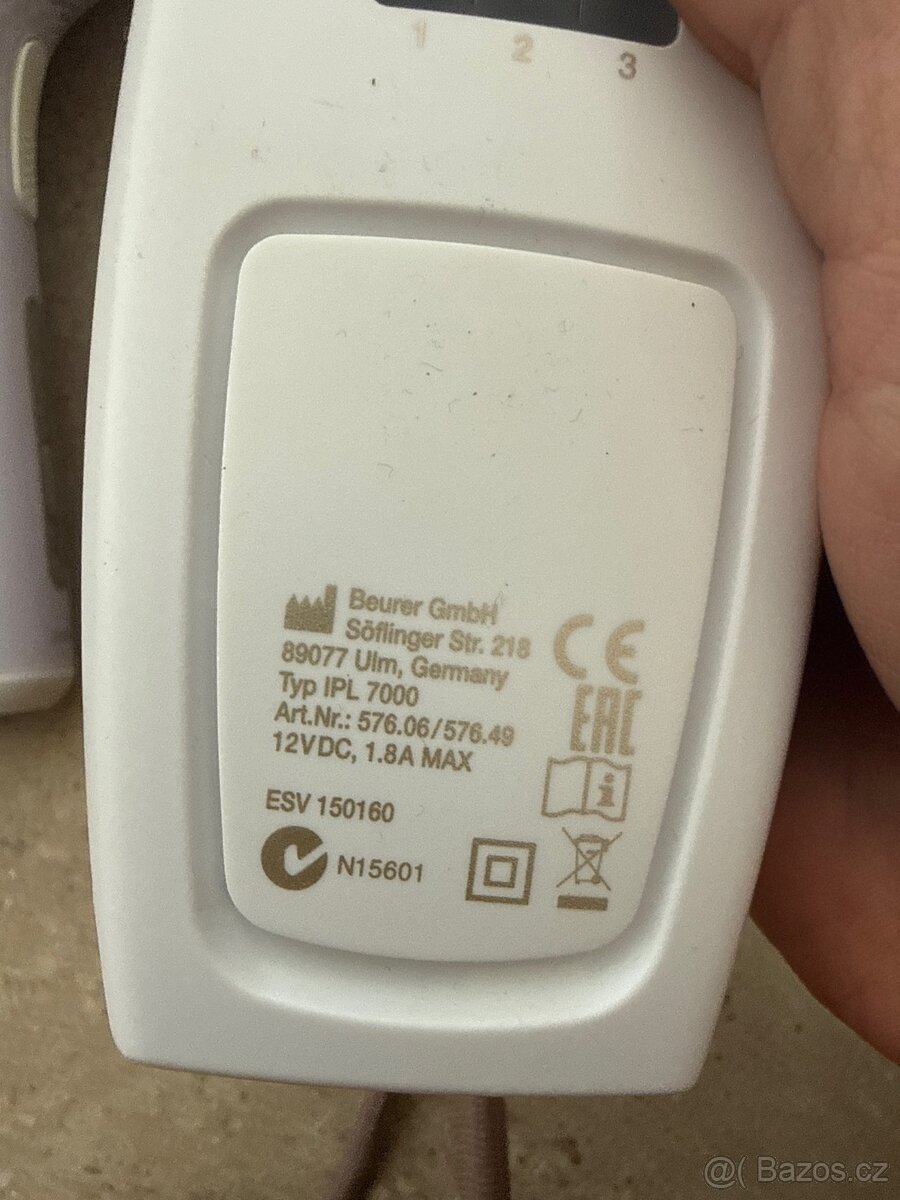 1 2 3
Beurer GmbH
Söflinger Str. 218
89077 Ulm, Germany
Typ IPL 7000
Art.Nr.: 576.06/576.49
12VDC, 1.8A MAX
CE
EAC
ESV 150160
N15601
@( Bazos.cz